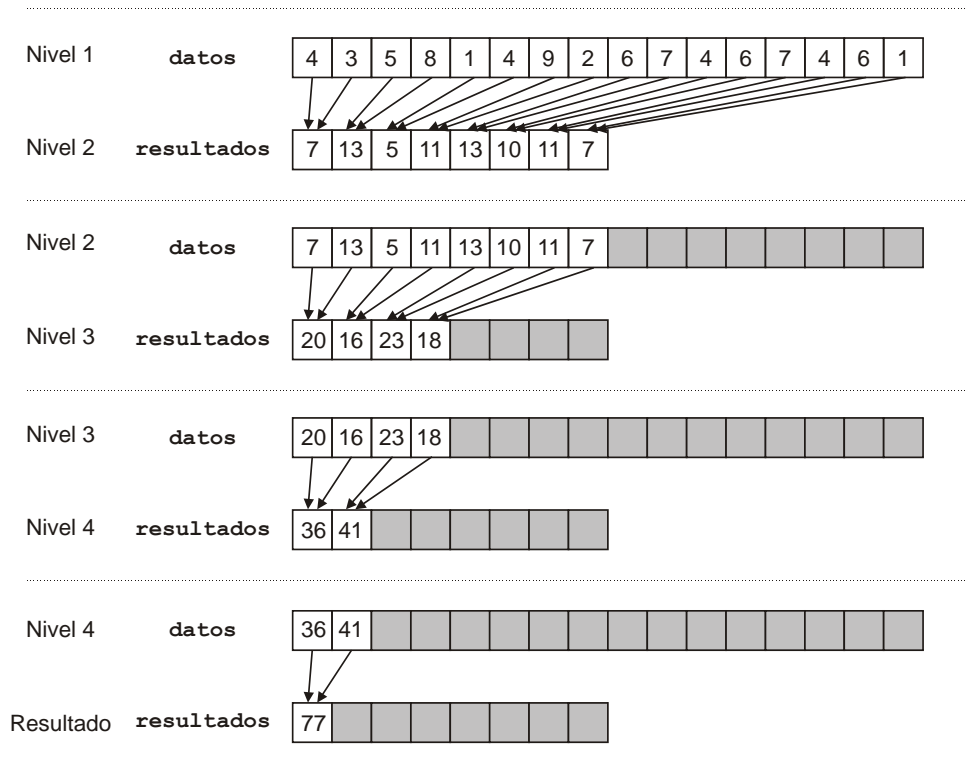 Nivel 1 datos 4 3 5 8 1 4 9 2 6 7 4 6 7 4 6 1
Nivel 2 resultados 7 13 5 11 13 10 11 7
Nivel 2 datos 7 13 5 11 13 10 11 7
Nivel 3 resultados 20 16 23 18
Nivel 3 datos 20 16 23 18
Nivel 4 resultados 36 41
Nivel 4 datos 36 41
Resultado resultados 77